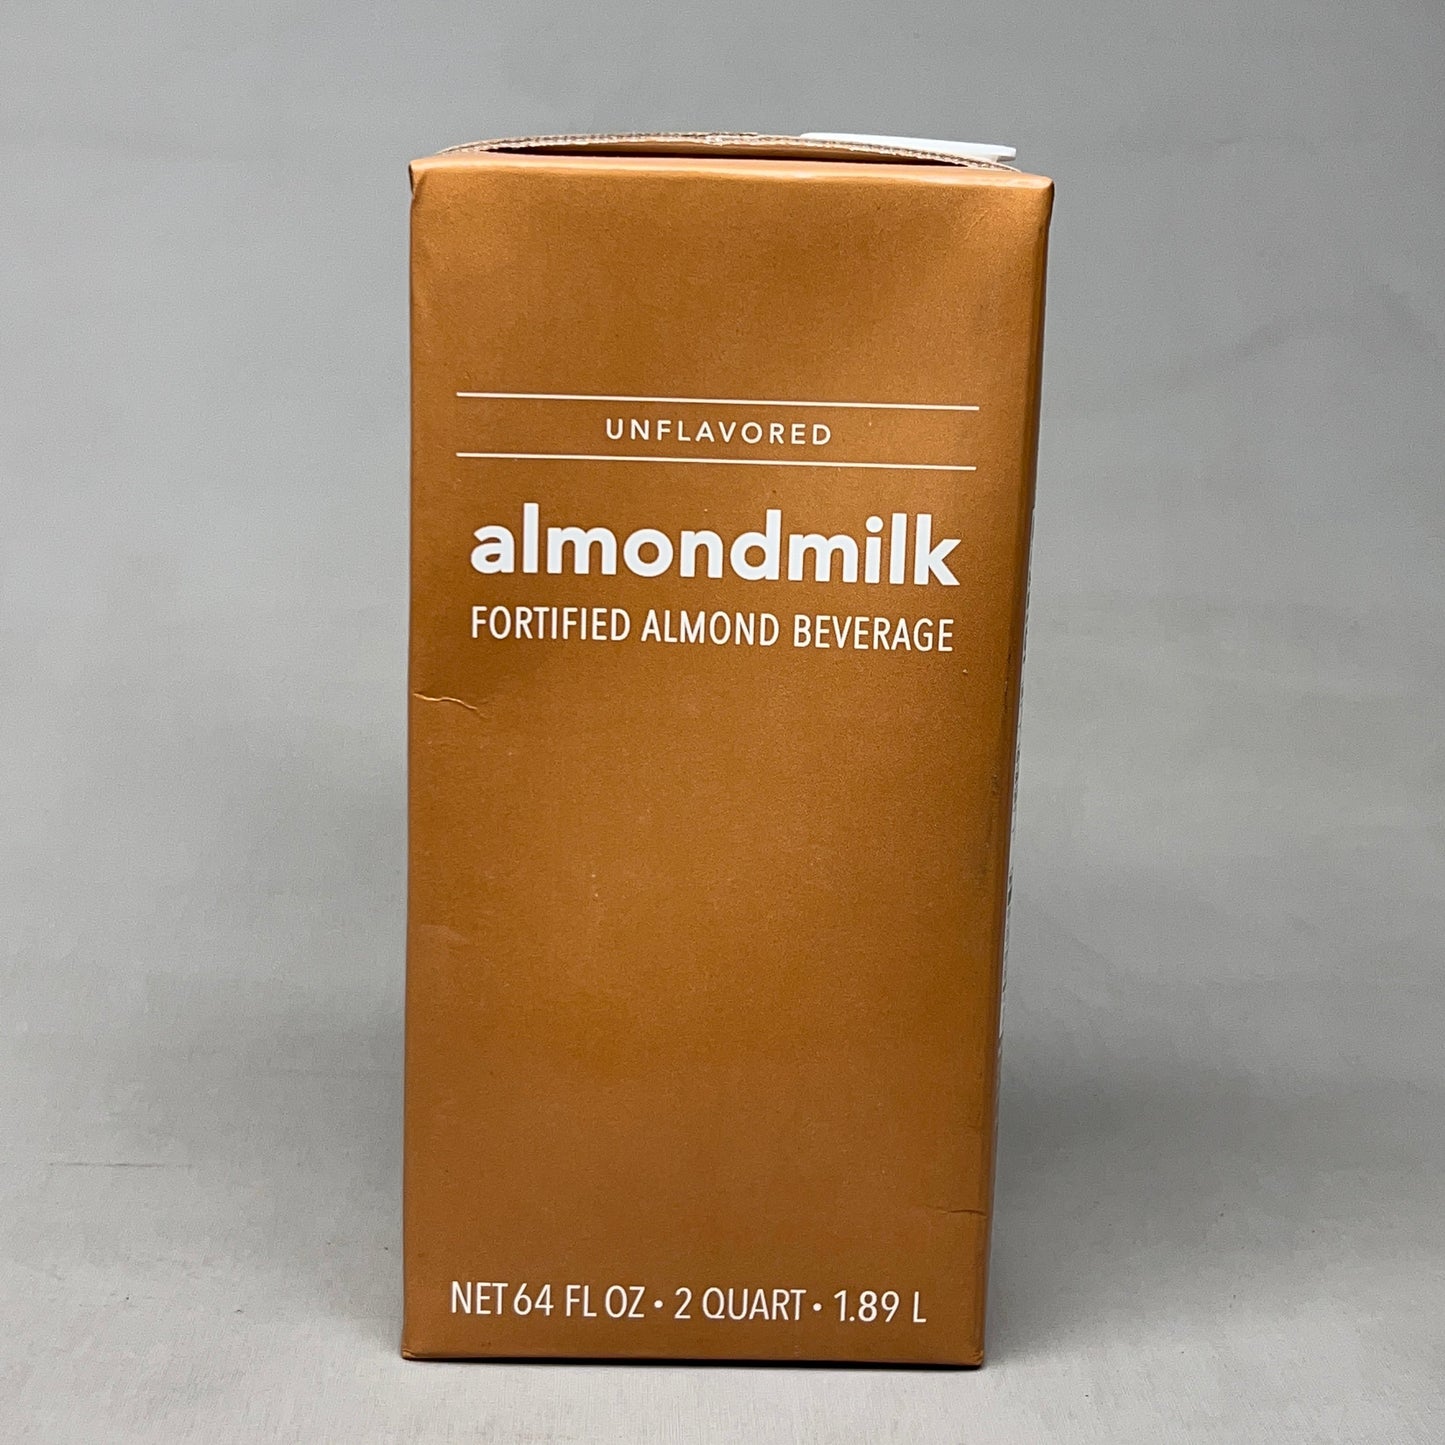 UNFLAVORED
almondmilk
FORTIFIED ALMOND BEVERAGE
NET 64 FL OZ • 2 QUART • 1.89 L